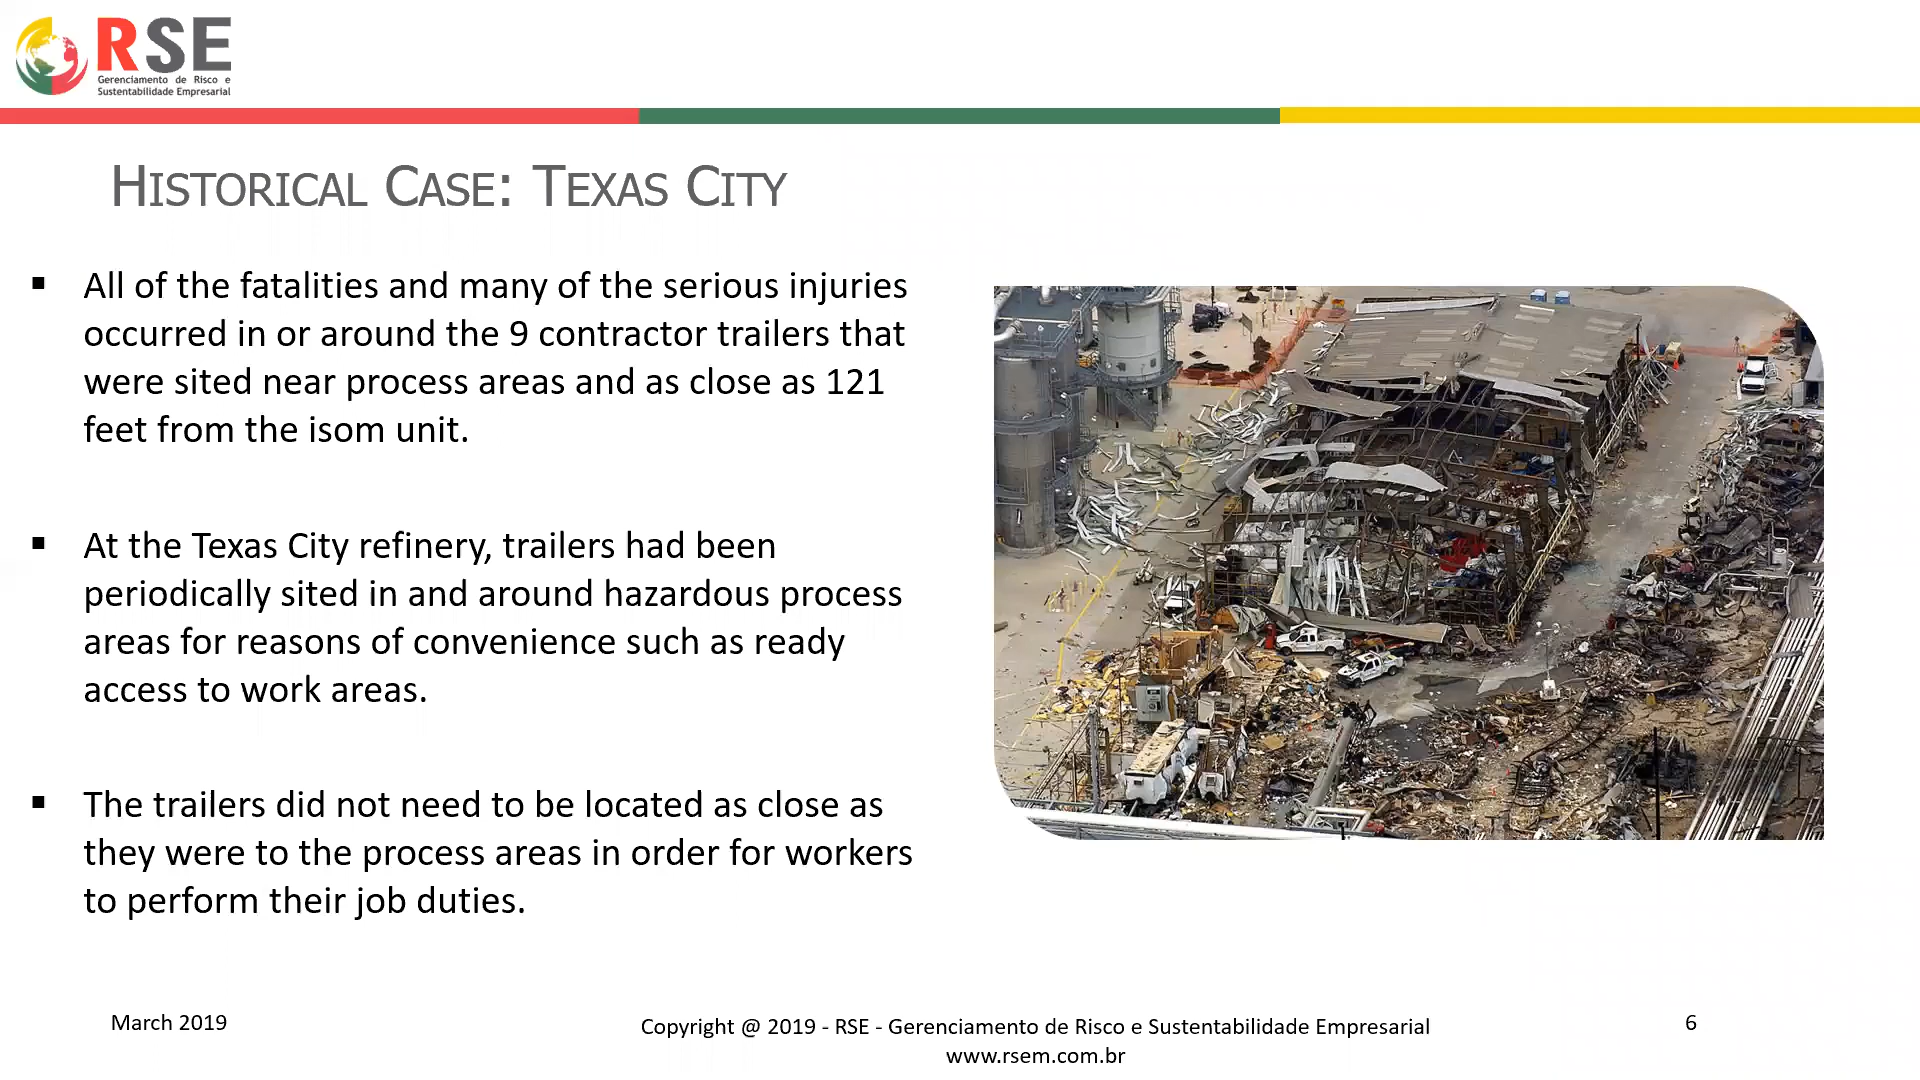 RSE
Gerenciamento de Risco e
Sustentabilidade Empresarial
HISTORICAL CASE: TEXAS CITY
▪ All of the fatalities and many of the serious injuries
occurred in or around the 9 contractor trailers that
were sited near process areas and as close as 121
feet from the isom unit.
▪ At the Texas City refinery, trailers had been
periodically sited in and around hazardous process
areas for reasons of convenience such as ready
access to work areas.
▪ The trailers did not need to be located as close as
they were to the process areas in order for workers
to perform their job duties.
March 2019
Copyright @ 2019 - RSE - Gerenciamento de Risco e Sustentabilidade Empresarial
www.rsem.com.br
6